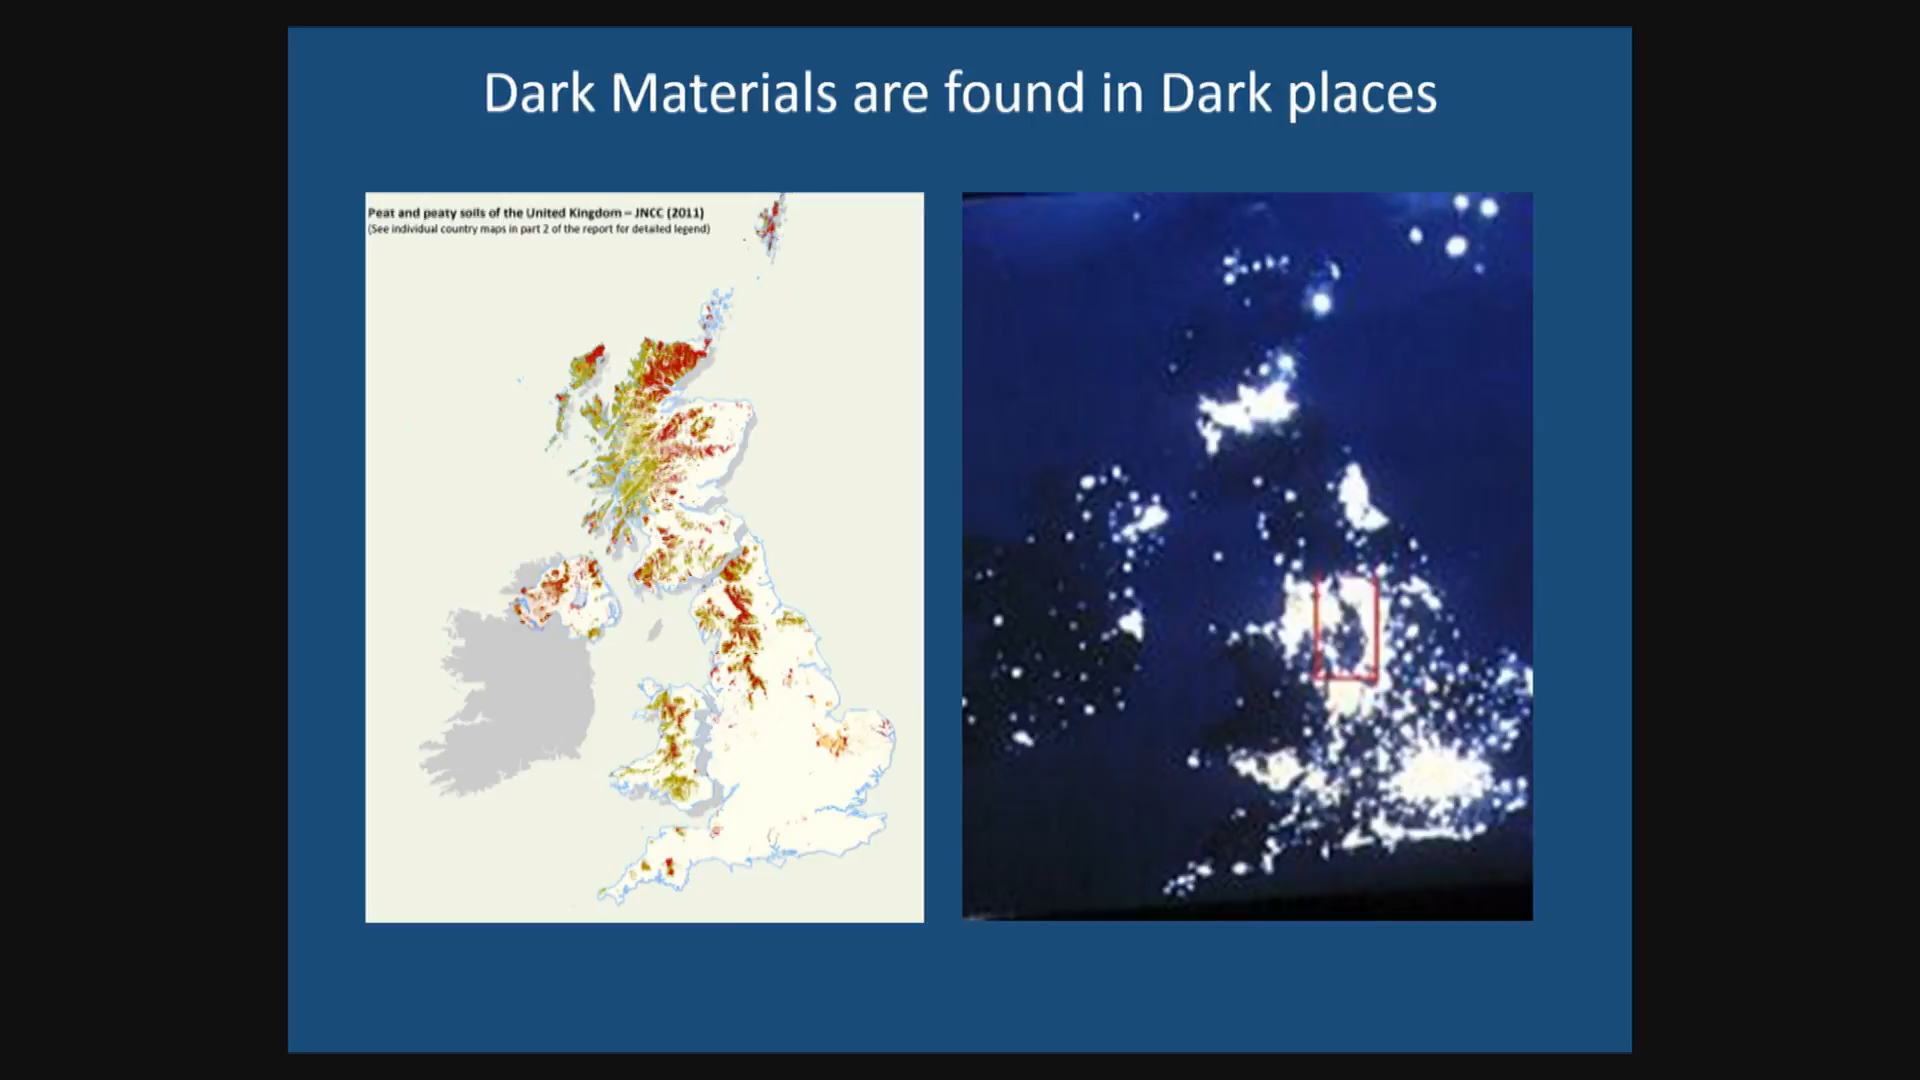 Dark Materials are found in Dark places
Peat and peaty soils of the United Kingdom – JNCC (2011)
(See individual country maps in part 2 of the report for detailed legend)